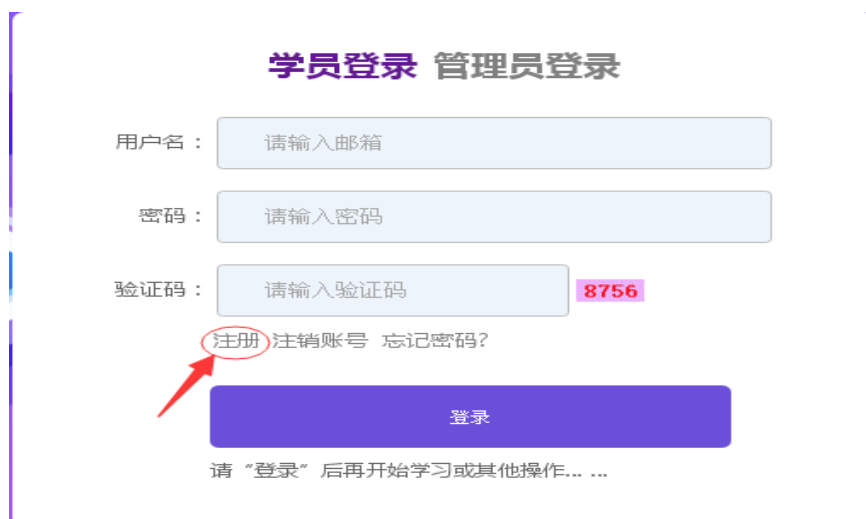 学员登录 管理员登录
用户名： 请输入邮箱
密码： 请输入密码
验证码： 请输入验证码 8756
注册 注销账号 忘记密码?
登录
请“登录”后再开始学习或其他操作... ...